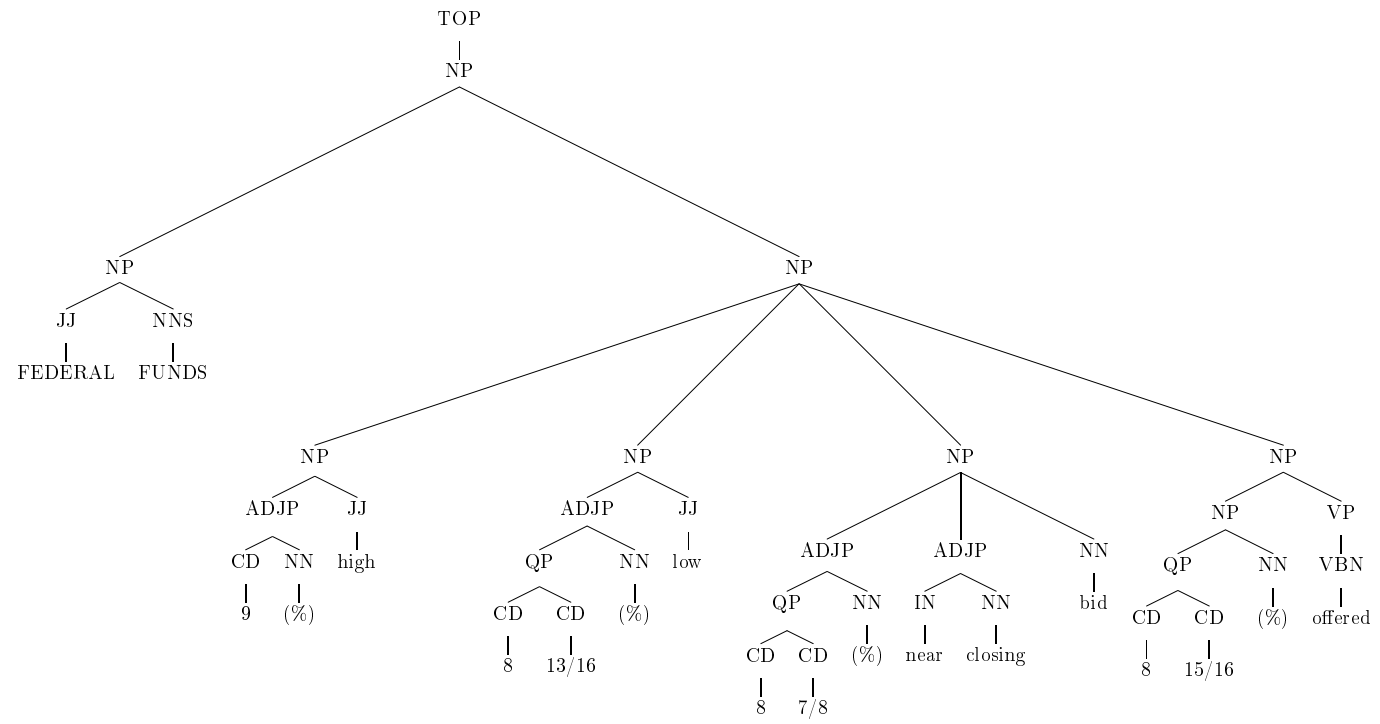 TOP
NP
NP NP
JJ NNS
FEDERAL FUNDS
NP NP NP NP
ADJP JJ ADJP JJ NP VP
ADJP ADJP NN
CD NN high QP NN low QP NN VBN
QP NN IN NN bid
9 (%) CD CD (%) CD CD (%) offered
CD CD (%) near closing
8 13/16 8 15/16
8 7/8